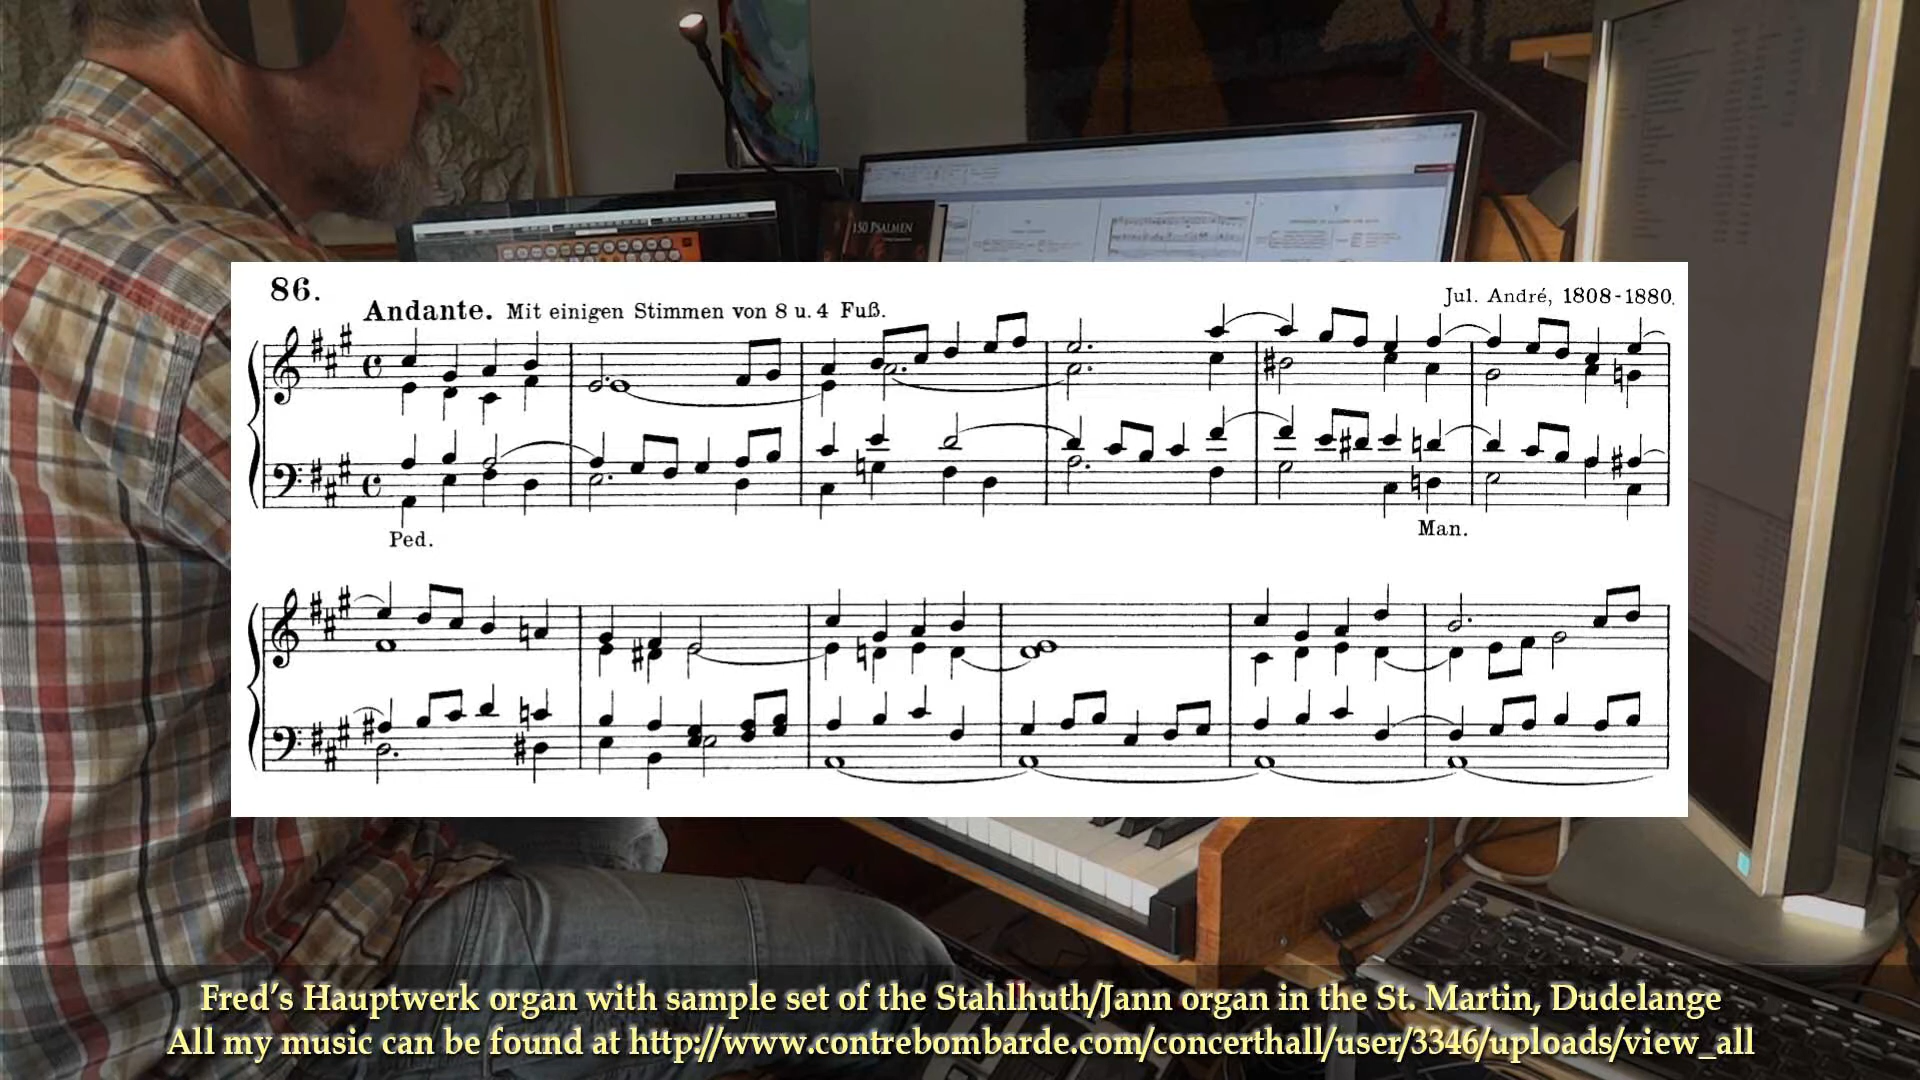 150 PSALMEN
86.
Andante. Mit einigen Stimmen von 8 u. 4 Fuß.
Jul. André, 1808-1880.
Ped.
Man.
Fred’s Hauptwerk organ with sample set of the Stahlhuth/Jann organ in the St. Martin, Dudelange
All my music can be found at http://www.contrebombarde.com/concerthall/user/3346/uploads/view_all